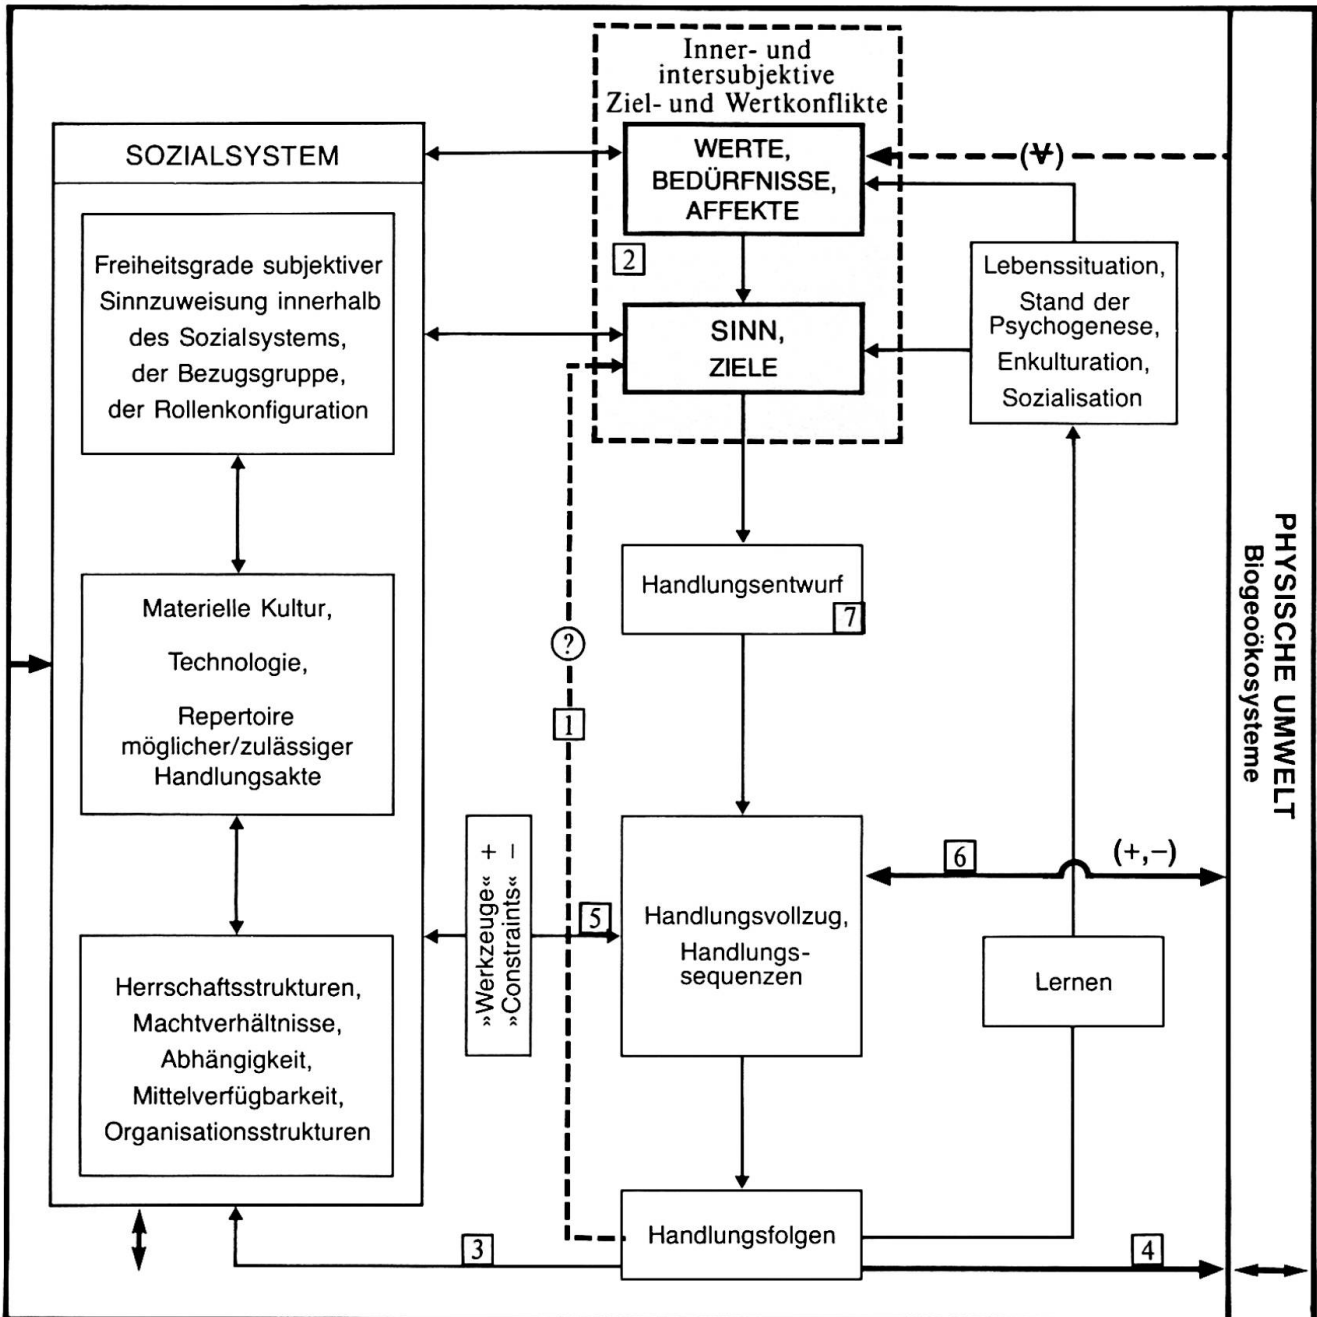 Inner- und
intersubjektive
Ziel- und Wertkonflikte
SOZIALSYSTEM
Freiheitsgrade subjektiver
Sinnzuweisung innerhalb
des Sozialsystems,
der Bezugsgruppe,
der Rollenkonfiguration
Materielle Kultur,
Technologie,
Repertoire
möglicher/zulässiger
Handlungsakte
Herrschaftsstrukturen,
Machtverhältnisse,
Abhängigkeit,
Mittelverfügbarkeit,
Organisationsstrukturen
»Werkzeuge« +
»Constraints« −
WERTE,
BEDÜRFNISSE,
AFFEKTE
2
SINN,
ZIELE
?
1
Handlungsentwurf
7
5
Handlungsvollzug,
Handlungs-
sequenzen
Handlungsfolgen
3
4
6
(+,−)
(∀)
Lebenssituation,
Stand der
Psychogenese,
Enkulturation,
Sozialisation
Lernen
PHYSISCHE UMWELT
Biogeoökosysteme